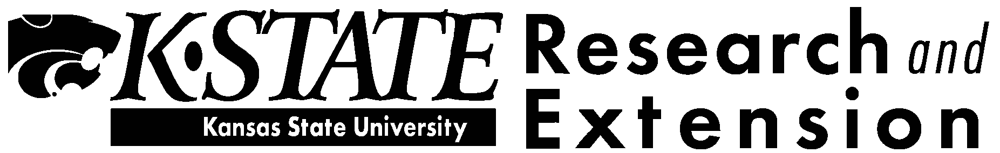 K•STATE
Kansas State University
Research and
Extension